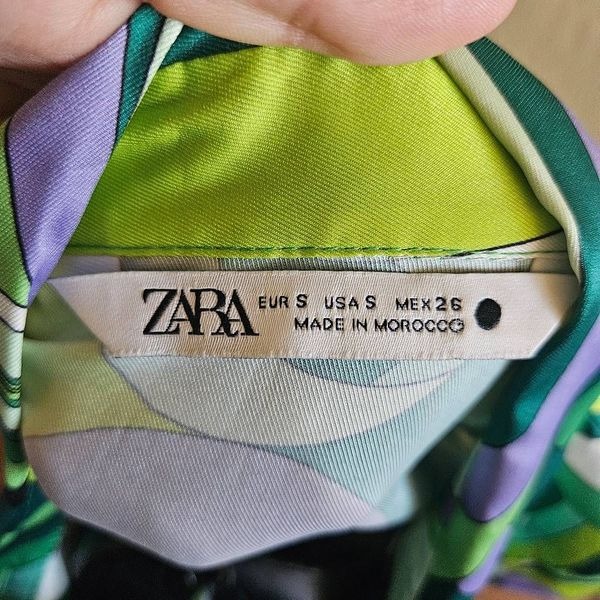 ZARA EUR S USA S MEX 26
MADE IN MOROCCO